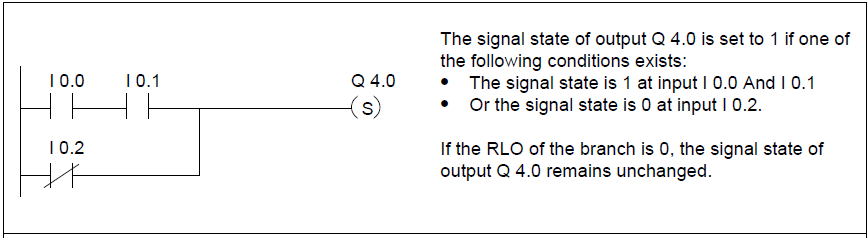 I 0.0 I 0.1 Q 4.0
S
I 0.2
The signal state of output Q 4.0 is set to 1 if one of
the following conditions exists:
• The signal state is 1 at input I 0.0 And I 0.1
• Or the signal state is 0 at input I 0.2.
If the RLO of the branch is 0, the signal state of
output Q 4.0 remains unchanged.